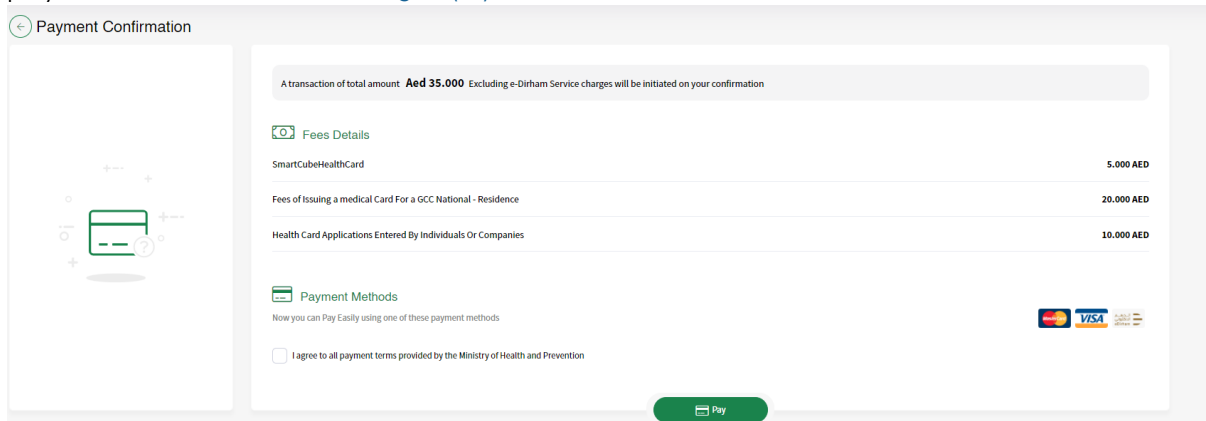 Payment Confirmation
A transaction of total amount Aed 35.000 Excluding e-Dirham Service charges will be initiated on your confirmation
Fees Details
SmartCubeHealthCard 5.000 AED
Fees of Issuing a medical Card For a GCC National - Residence 20.000 AED
Health Card Applications Entered By Individuals Or Companies 10.000 AED
Payment Methods
Now you can Pay Easily using one of these payment methods
VISA
I agree to all payment terms provided by the Ministry of Health and Prevention
Pay